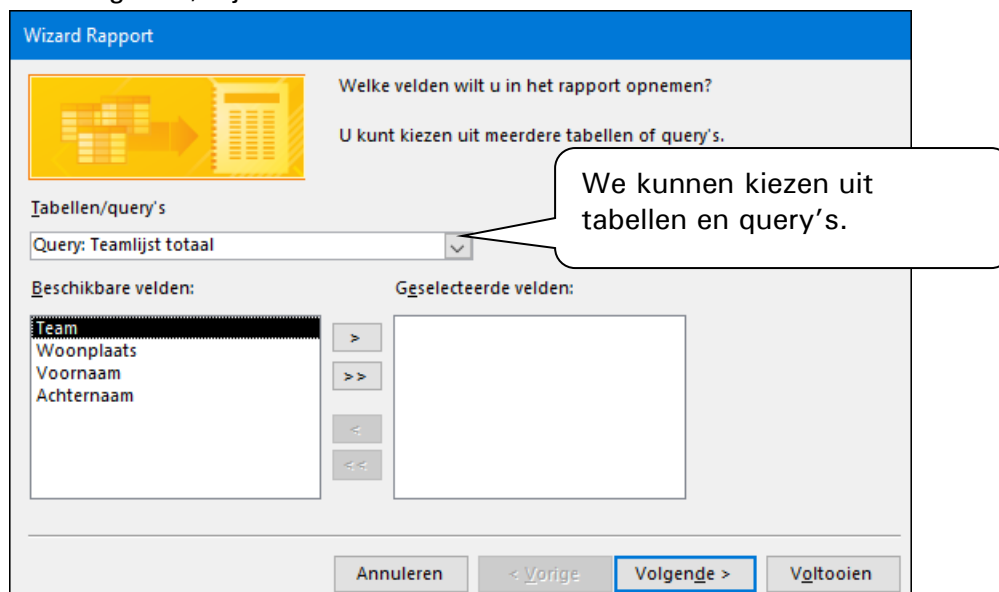 Wizard Rapport
Welke velden wilt u in het rapport opnemen?
U kunt kiezen uit meerdere tabellen of query's.
We kunnen kiezen uit
tabellen en query's.
Tabellen/query's
Query: Teamlijst totaal
Beschikbare velden:
Geselecteerde velden:
Team
Woonplaats
Voornaam
Achternaam
>
>>
<
<<
Annuleren
< Vorige
Volgende >
Voltooien